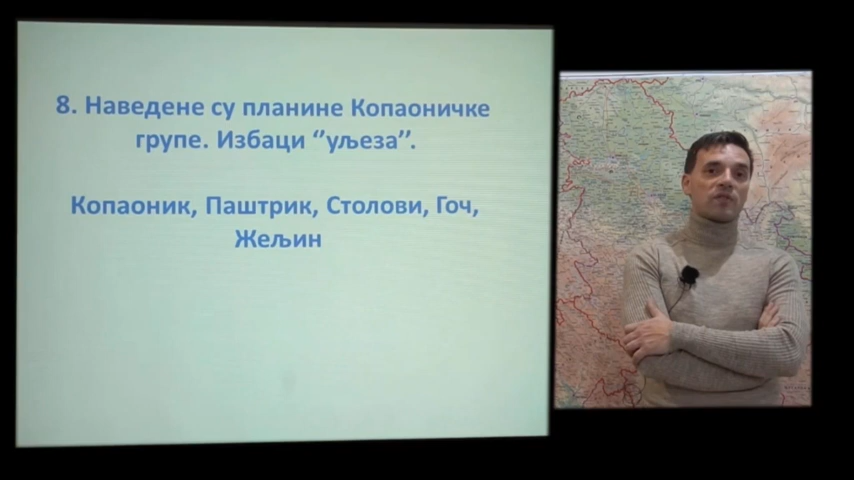 8. Наведене су планине Копаоничке
групе. Избаци ‘’уљеза’’.
Копаоник, Паштрик, Столови, Гоч,
Жељин